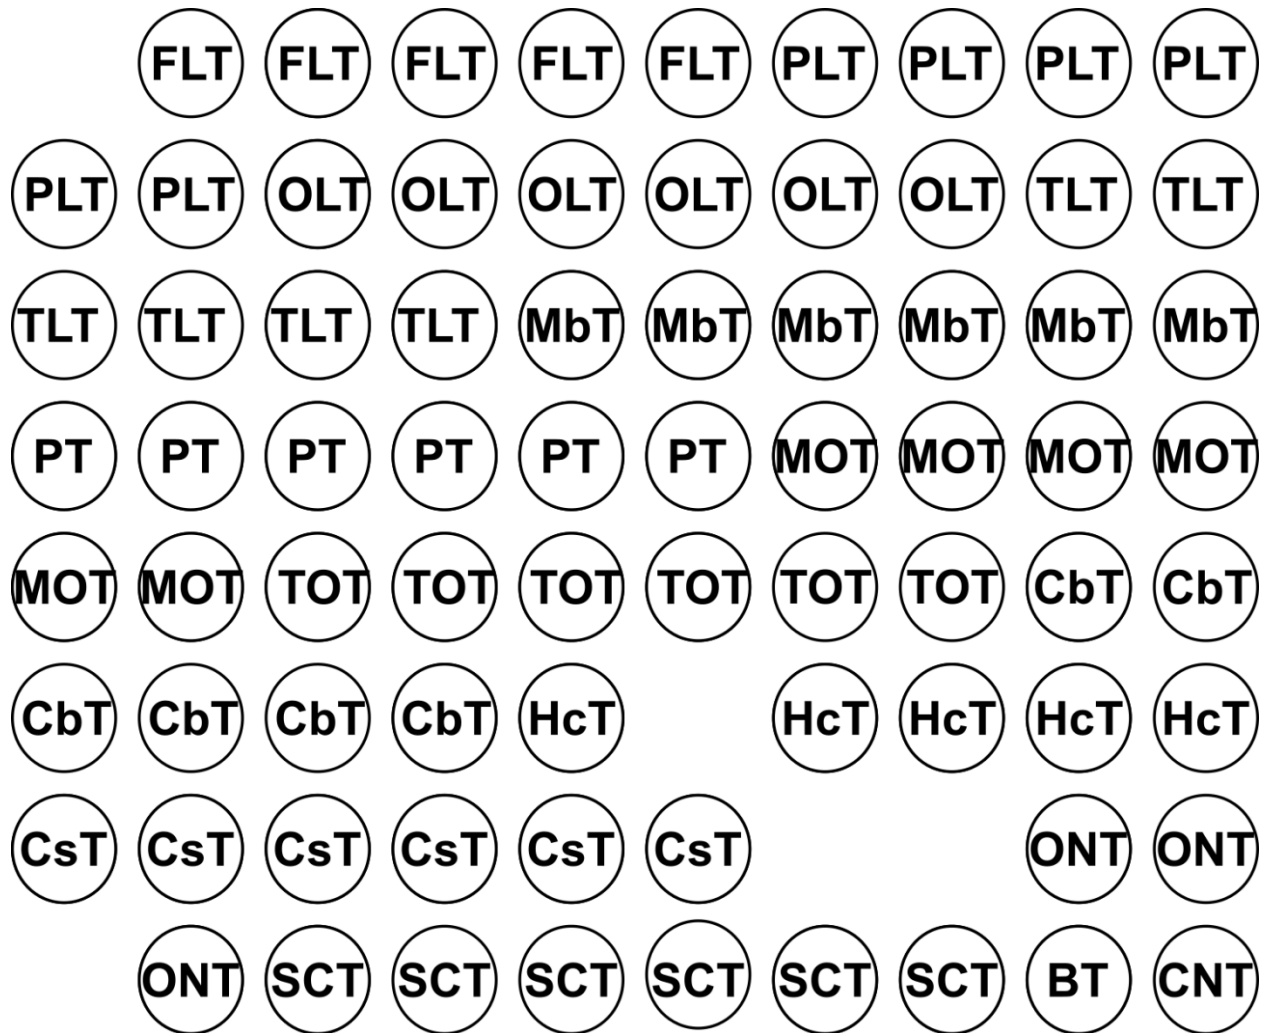 FLT FLT FLT FLT FLT PLT PLT PLT PLT
PLT PLT OLT OLT OLT OLT OLT OLT TLT TLT
TLT TLT TLT TLT MbT MbT MbT MbT MbT MbT
PT PT PT PT PT PT MOT MOT MOT MOT
MOT MOT TOT TOT TOT TOT TOT TOT CbT CbT
CbT CbT CbT CbT HcT HcT HcT HcT HcT
CsT CsT CsT CsT CsT CsT ONT ONT
ONT SCT SCT SCT SCT SCT SCT BT CNT